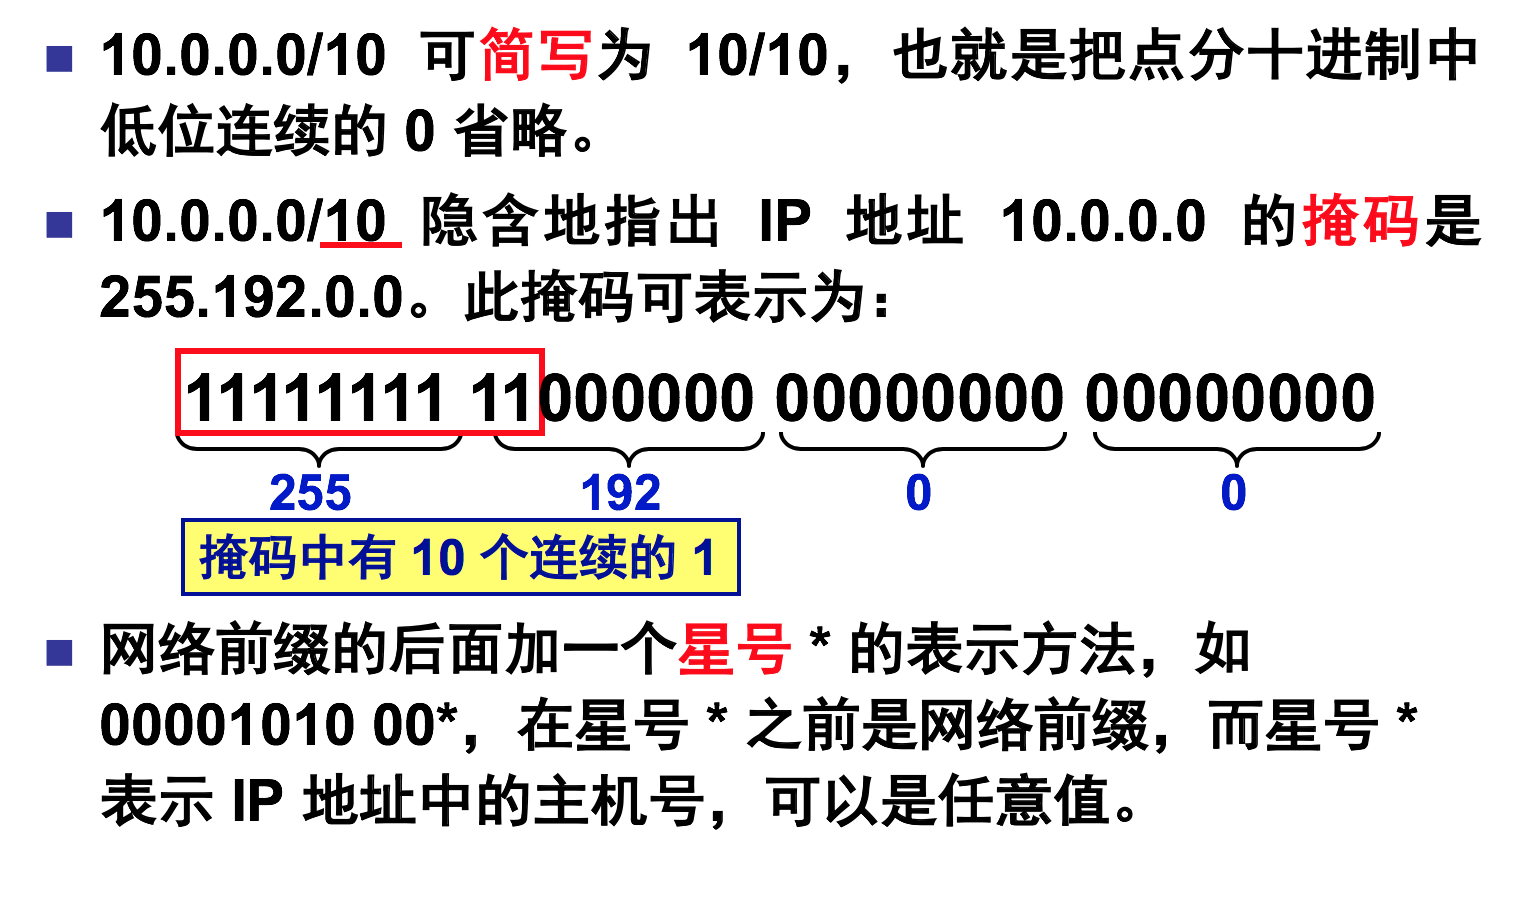 10.0.0.0/10 可简写为 10/10，也就是把点分十进制中
低位连续的 0 省略。
10.0.0.0/10 隐含地指出 IP 地址 10.0.0.0 的掩码是
255.192.0.0。此掩码可表示为：
11111111 11000000 00000000 00000000
255 192 0 0
掩码中有 10 个连续的 1
网络前缀的后面加一个星号 * 的表示方法，如
00001010 00*，在星号 * 之前是网络前缀，而星号 *
表示 IP 地址中的主机号，可以是任意值。